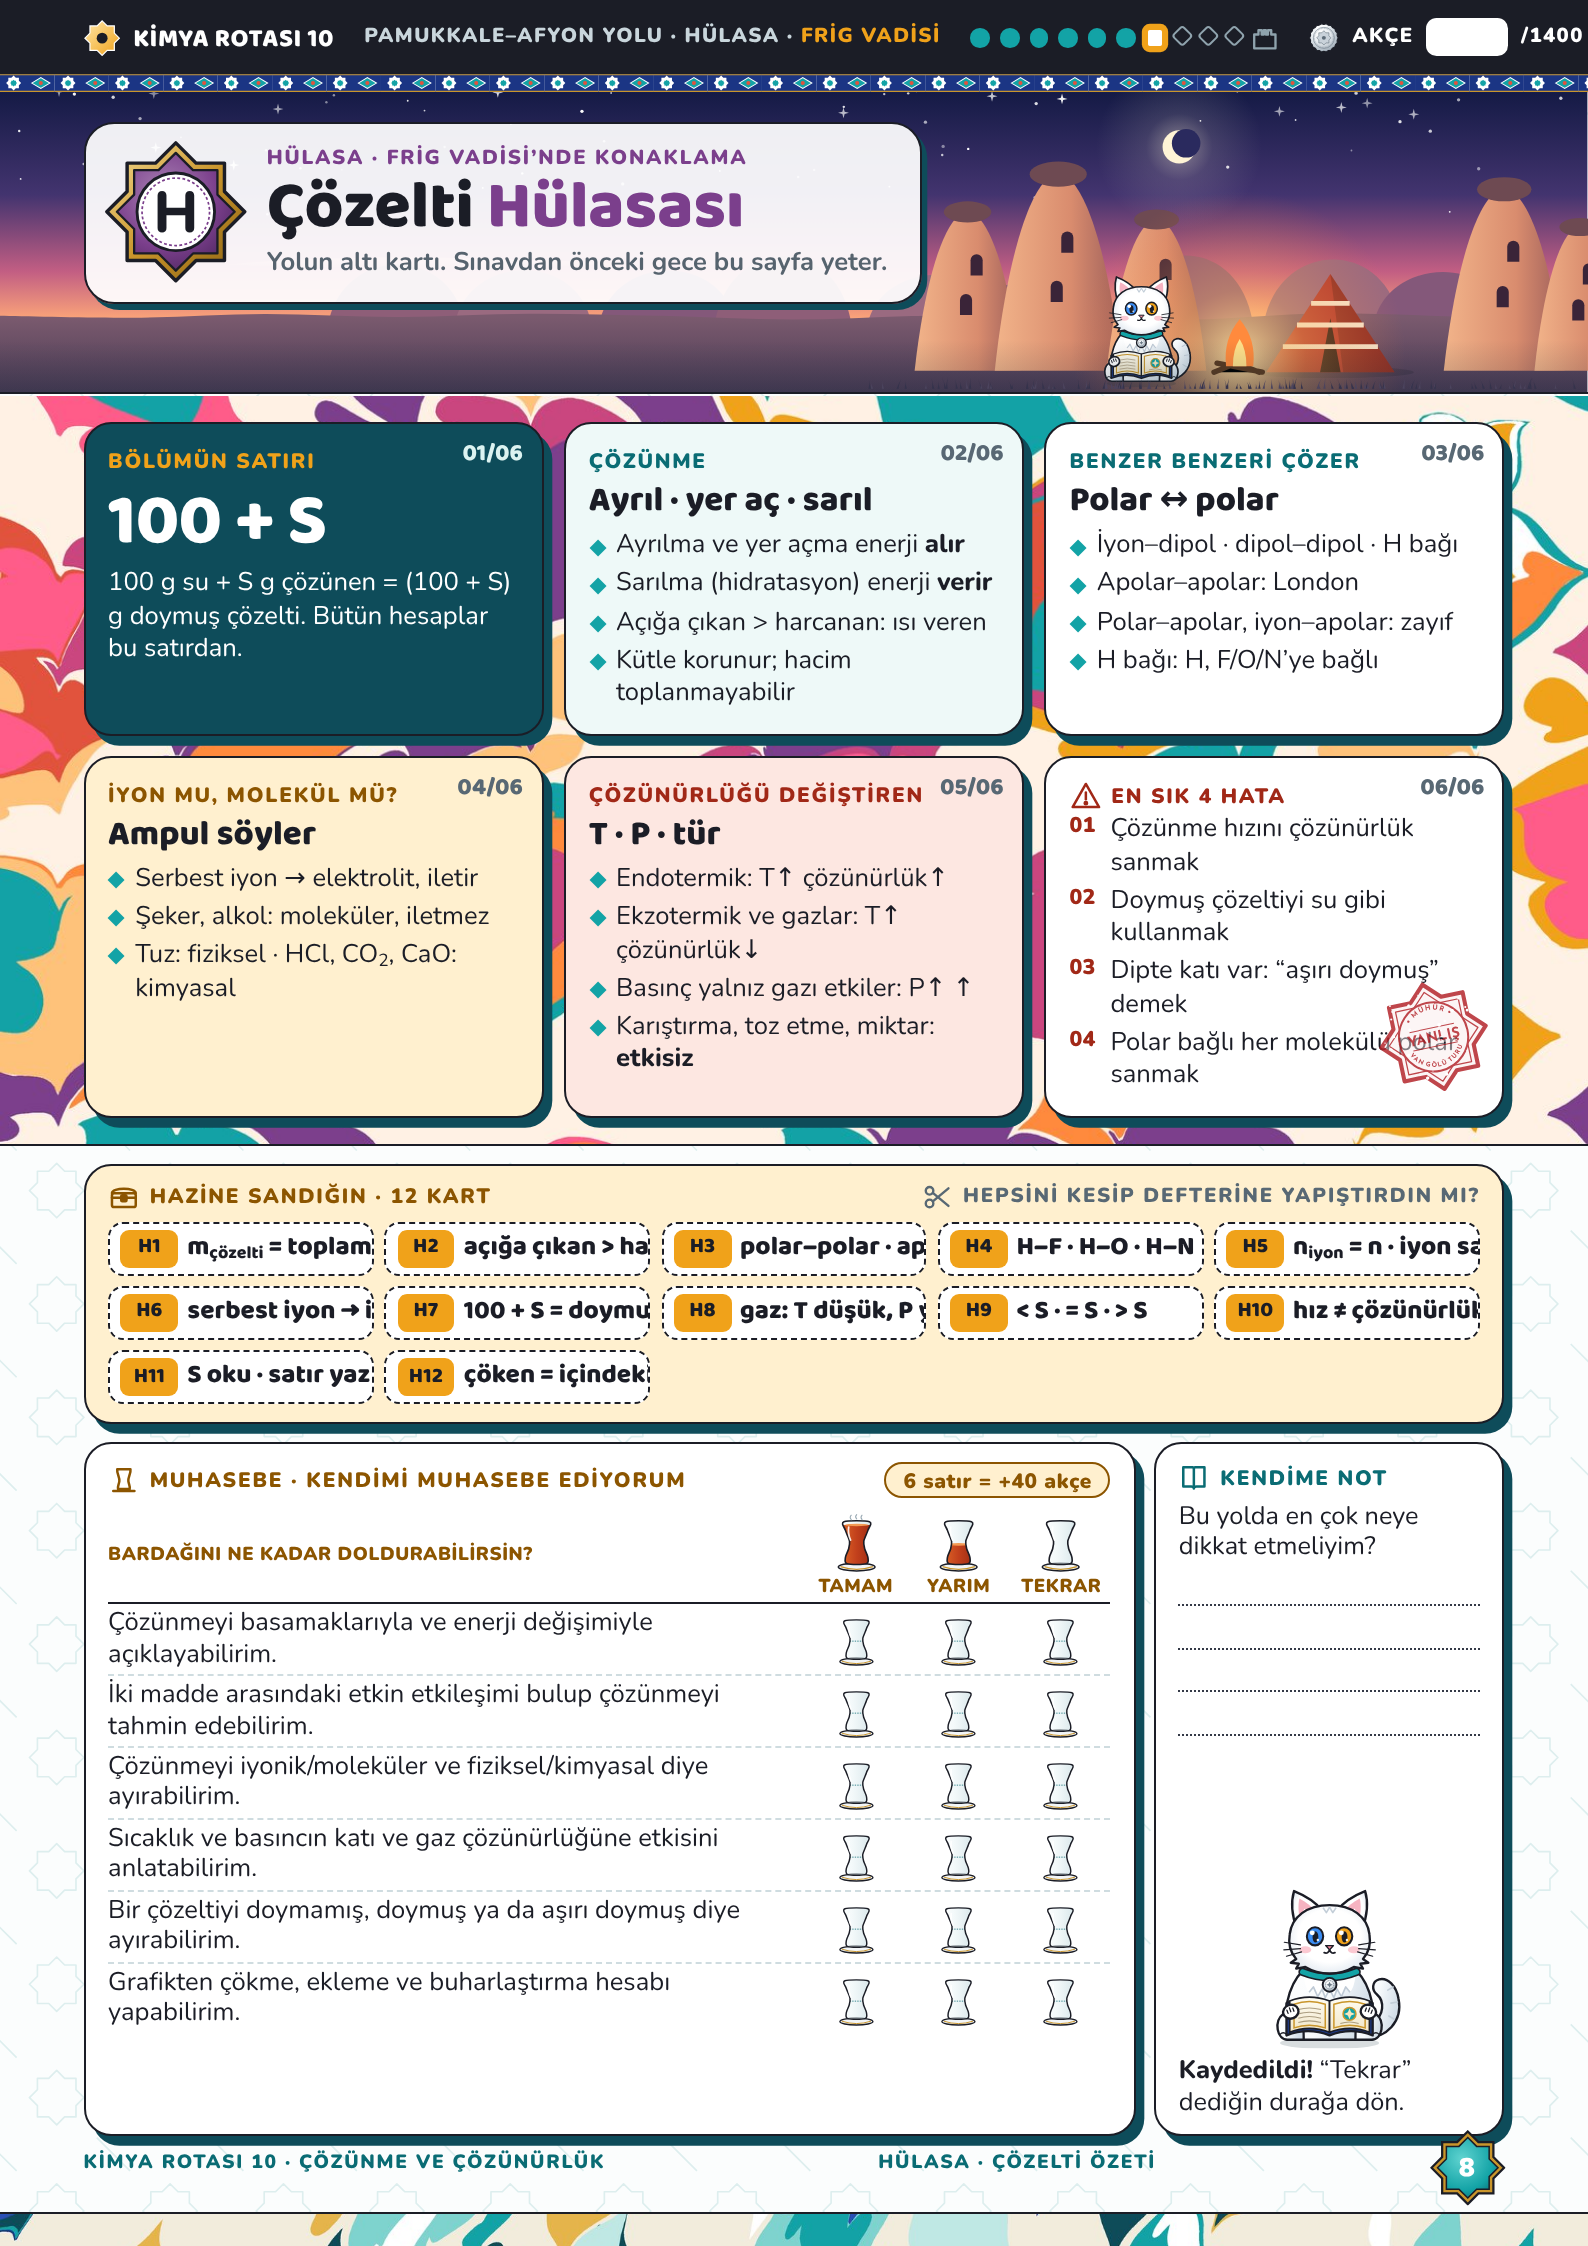 KİMYA ROTASI 10
PAMUKKALE–AFYON YOLU · HÜLASA · FRİG VADİSİ
AKÇE /1400
HÜLASA · FRİG VADİSİ’NDE KONAKLAMA
H
Çözelti Hülasası
Yolun altı kartı. Sınavdan önceki gece bu sayfa yeter.
BÖLÜMÜN SATIRI 01/06
100 + S
100 g su + S g çözünen = (100 + S)
g doymuş çözelti. Bütün hesaplar
bu satırdan.
ÇÖZÜNME 02/06
Ayrıl · yer aç · sarıl
Ayrılma ve yer açma enerji alır
Sarılma (hidratasyon) enerji verir
Açığa çıkan > harcanan: ısı veren
Kütle korunur; hacim
toplanmayabilir
BENZER BENZERİ ÇÖZER 03/06
Polar ↔ polar
İyon–dipol · dipol–dipol · H bağı
Apolar–apolar: London
Polar–apolar, iyon–apolar: zayıf
H bağı: H, F/O/N’ye bağlı
İYON MU, MOLEKÜL MÜ? 04/06
Ampul söyler
Serbest iyon → elektrolit, iletir
Şeker, alkol: moleküler, iletmez
Tuz: fiziksel · HCl, CO₂, CaO:
kimyasal
ÇÖZÜNÜRLÜĞÜ DEĞİŞTİREN 05/06
T · P · tür
Endotermik: T↑ çözünürlük↑
Ekzotermik ve gazlar: T↑
çözünürlük↓
Basınç yalnız gazı etkiler: P↑ ↑
Karıştırma, toz etme, miktar:
etkisiz
EN SIK 4 HATA 06/06
01 Çözünme hızını çözünürlük
sanmak
02 Doymuş çözeltiyi su gibi
kullanmak
03 Dipte katı var: “aşırı doymuş”
demek
04 Polar bağlı her molekülü polar
sanmak
MÜHÜR
YANLIŞ
VAN GÖLÜ TURU
HAZİNE SANDIĞIN · 12 KART
HEPSİNİ KESİP DEFTERİNE YAPIŞTIRDIN MI?
H1 mçözelti = toplam
H2 açığa çıkan > ha
H3 polar–polar · ap
H4 H–F · H–O · H–N
H5 niyon = n · iyon sa
H6 serbest iyon → i
H7 100 + S = doymu
H8 gaz: T düşük, P y
H9 < S · = S · > S
H10 hız ≠ çözünürlük
H11 S oku · satır yaz
H12 çöken = içindek
MUHASEBE · KENDİMİ MUHASEBE EDİYORUM
6 satır = +40 akçe
BARDAĞINI NE KADAR DOLDURABİLİRSİN?
TAMAM YARIM TEKRAR
Çözünmeyi basamaklarıyla ve enerji değişimiyle
açıklayabilirim.
İki madde arasındaki etkin etkileşimi bulup çözünmeyi
tahmin edebilirim.
Çözünmeyi iyonik/moleküler ve fiziksel/kimyasal diye
ayırabilirim.
Sıcaklık ve basıncın katı ve gaz çözünürlüğüne etkisini
anlatabilirim.
Bir çözeltiyi doymamış, doymuş ya da aşırı doymuş diye
ayırabilirim.
Grafikten çökme, ekleme ve buharlaştırma hesabı
yapabilirim.
KENDİME NOT
Bu yolda en çok neye
dikkat etmeliyim?
Kaydedildi! “Tekrar”
dediğin durağa dön.
KİMYA ROTASI 10 · ÇÖZÜNME VE ÇÖZÜNÜRLÜK
HÜLASA · ÇÖZELTİ ÖZETİ
8